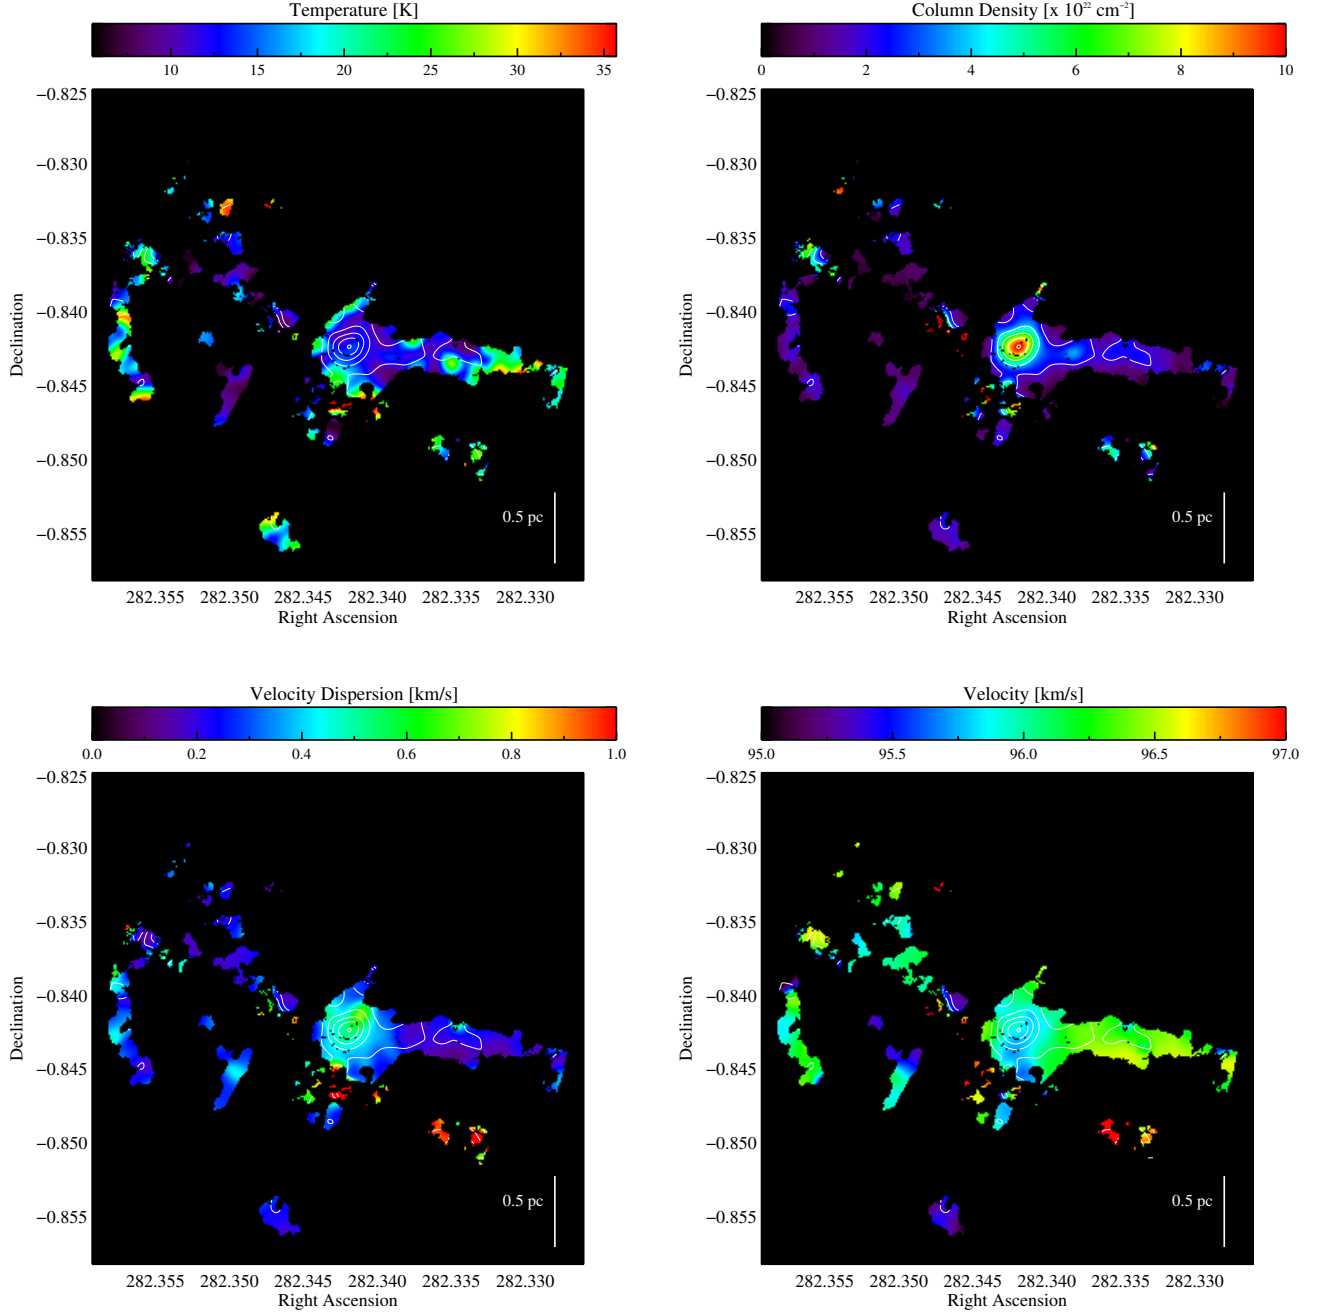 Temperature [K]
10 15 20 25 30 35
−0.825
−0.830
−0.835
−0.840
−0.845
−0.850
−0.855
Declination
0.5 pc
282.355 282.350 282.345 282.340 282.335 282.330
Right Ascension
Column Density [x 10²² cm⁻²]
0 2 4 6 8 10
−0.825
−0.830
−0.835
−0.840
−0.845
−0.850
−0.855
Declination
0.5 pc
282.355 282.350 282.345 282.340 282.335 282.330
Right Ascension
Velocity Dispersion [km/s]
0.0 0.2 0.4 0.6 0.8 1.0
−0.825
−0.830
−0.835
−0.840
−0.845
−0.850
−0.855
Declination
0.5 pc
282.355 282.350 282.345 282.340 282.335 282.330
Right Ascension
Velocity [km/s]
95.0 95.5 96.0 96.5 97.0
−0.825
−0.830
−0.835
−0.840
−0.845
−0.850
−0.855
Declination
0.5 pc
282.355 282.350 282.345 282.340 282.335 282.330
Right Ascension